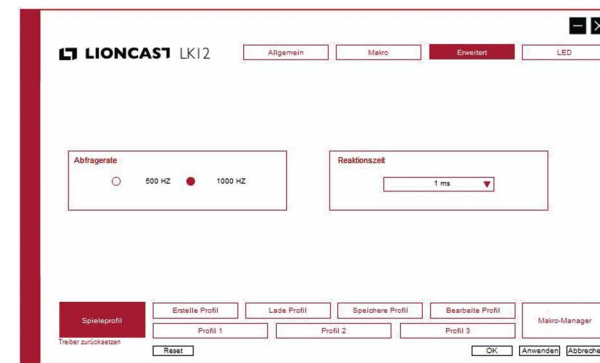 LIONCAST LK12
Allgemein Makro Erweitert LED
Abfragerate
500 HZ 1000 HZ
Reaktionszeit
1 ms
Spieleprofil
Erstelle Profil Lade Profil Speichere Profil Bearbeite Profil
Profil 1 Profil 2 Profil 3
Makro-Manager
Treiber zurücksetzan
Reset OK Anwenden Abbreche